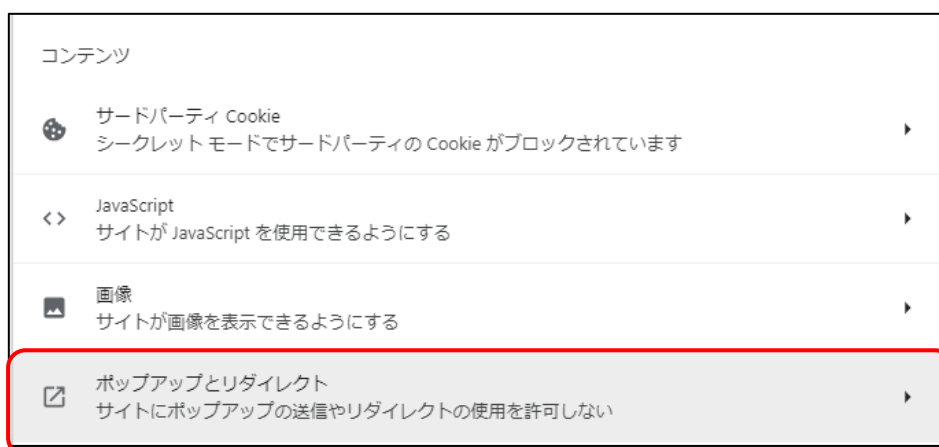 コンテンツ
サードパーティ Cookie
シークレット モードでサードパーティの Cookie がブロックされています
JavaScript
サイトが JavaScript を使用できるようにする
画像
サイトが画像を表示できるようにする
ポップアップとリダイレクト
サイトにポップアップの送信やリダイレクトの使用を許可しない